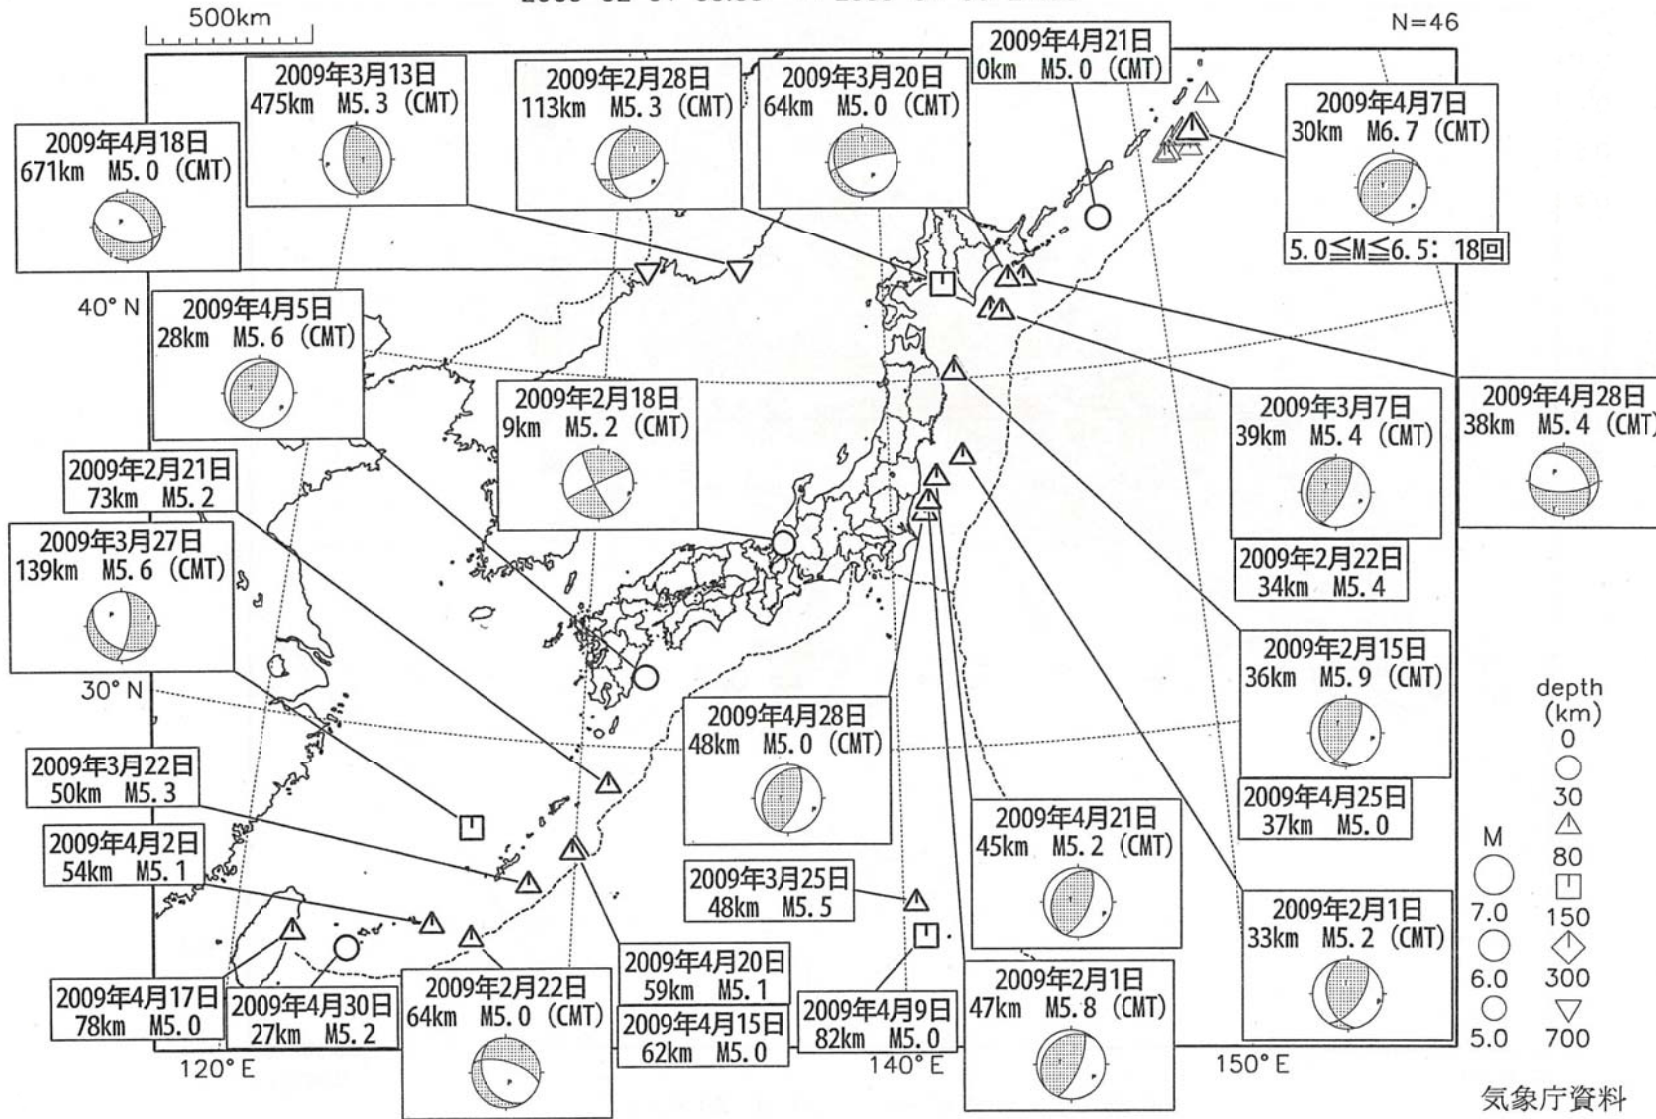 500km
N=46
2009年4月21日
0km M5.0 (CMT)
2009年3月13日
475km M5.3 (CMT)
2009年2月28日
113km M5.3 (CMT)
2009年3月20日
64km M5.0 (CMT)
2009年4月7日
30km M6.7 (CMT)
5.0≦M≦6.5: 18回
2009年4月18日
671km M5.0 (CMT)
40°N
2009年4月5日
28km M5.6 (CMT)
2009年2月18日
9km M5.2 (CMT)
2009年3月7日
39km M5.4 (CMT)
2009年4月28日
38km M5.4 (CMT)
2009年2月21日
73km M5.2
2009年3月27日
139km M5.6 (CMT)
2009年2月22日
34km M5.4
30°N
2009年2月15日
36km M5.9 (CMT)
2009年4月28日
48km M5.0 (CMT)
2009年3月22日
50km M5.3
2009年4月25日
37km M5.0
2009年4月21日
45km M5.2 (CMT)
2009年4月2日
54km M5.1
2009年3月25日
48km M5.5
2009年2月1日
33km M5.2 (CMT)
2009年4月17日
78km M5.0
2009年4月30日
27km M5.2
2009年2月22日
64km M5.0 (CMT)
2009年4月20日
59km M5.1
2009年4月15日
62km M5.0
2009年4月9日
82km M5.0
2009年2月1日
47km M5.8 (CMT)
120°E
140°E
150°E
M
7.0
6.0
5.0
depth
(km)
0
30
80
150
300
700
気象庁資料